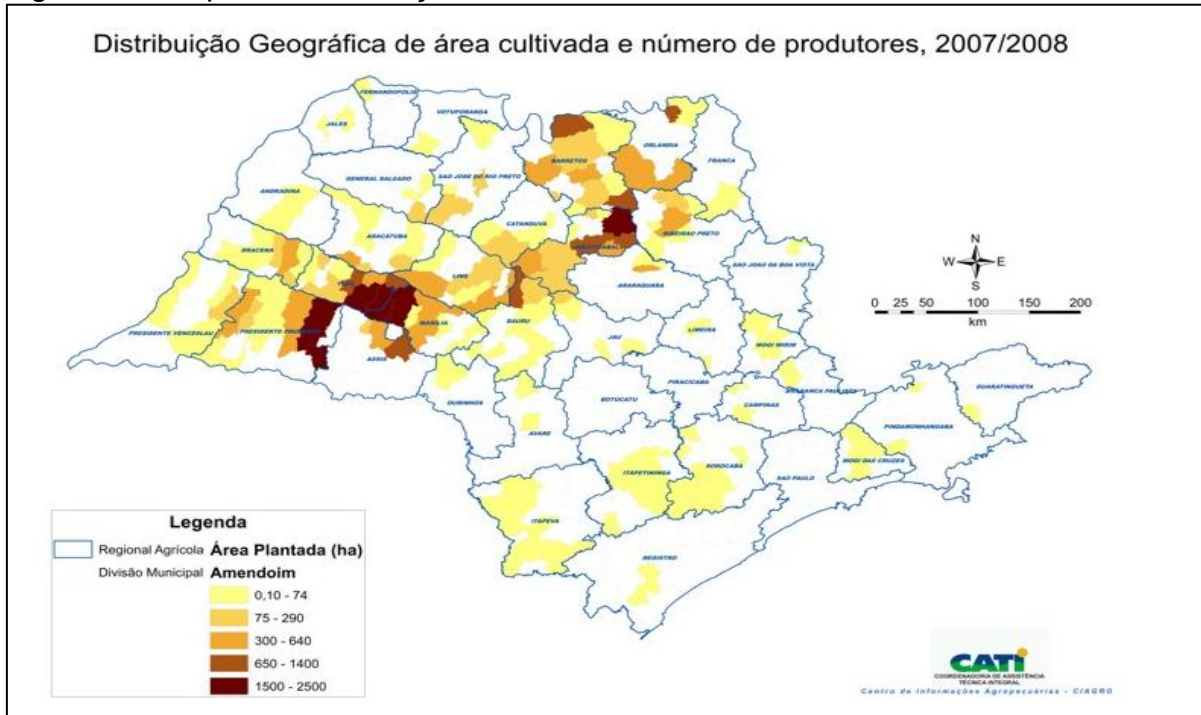 Distribuição Geográfica de área cultivada e número de produtores, 2007/2008
FERNANDOPOLIS
VOTUPORANGA
JALES
ORLANDIA
BARRETOS
FRANCA
GENERAL SALGADO
SAO JOSE DO RIO PRETO
ANDRADINA
CATANDUVA
RIBEIRAO PRETO
ARACATUBA
DRACENA
SAO JOAO DA BOA VISTA
LINS
ARARAQUARA
PRESIDENTE VENCESLAU
PRESIDENTE PRUDENTE
MARILIA
BAURU
ASSIS
JAU
LIMEIRA
MOGI MIRIM
PIRACICABA
OURINHOS
BOTUCATU
CAMPINAS
BRAGANCA PAULISTA
GUARATINGUETA
PINDAMONHANGABA
AVARE
MOGI DAS CRUZES
ITAPETININGA
SOROCABA
SAO PAULO
ITAPEVA
REGISTRO
N
W E
S
0 25 50 100 150 200
km
Legenda
Regional Agrícola Área Plantada (ha)
Divisão Municipal Amendoim
0,10 - 74
75 - 290
300 - 640
650 - 1400
1500 - 2500
CATI
COORDENADORIA DE ASSISTÊNCIA
TÉCNICA INTEGRAL
Centro de Informações Agropecuárias - CIAGRO